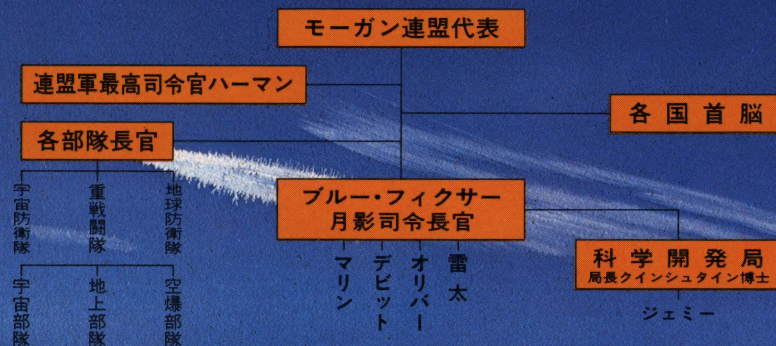 モーガン連盟代表
連盟軍最高司令官ハーマン
各国首脳
各部隊長官
宇宙防衛隊
重戦闘隊
地球防衛隊
宇宙部隊
地上部隊
空爆部隊
ブルー・フィクサー
月影司令長官
マリン
デビット
オリバー
雷太
科学開発局
局長クインシュタイン博士
ジェミー